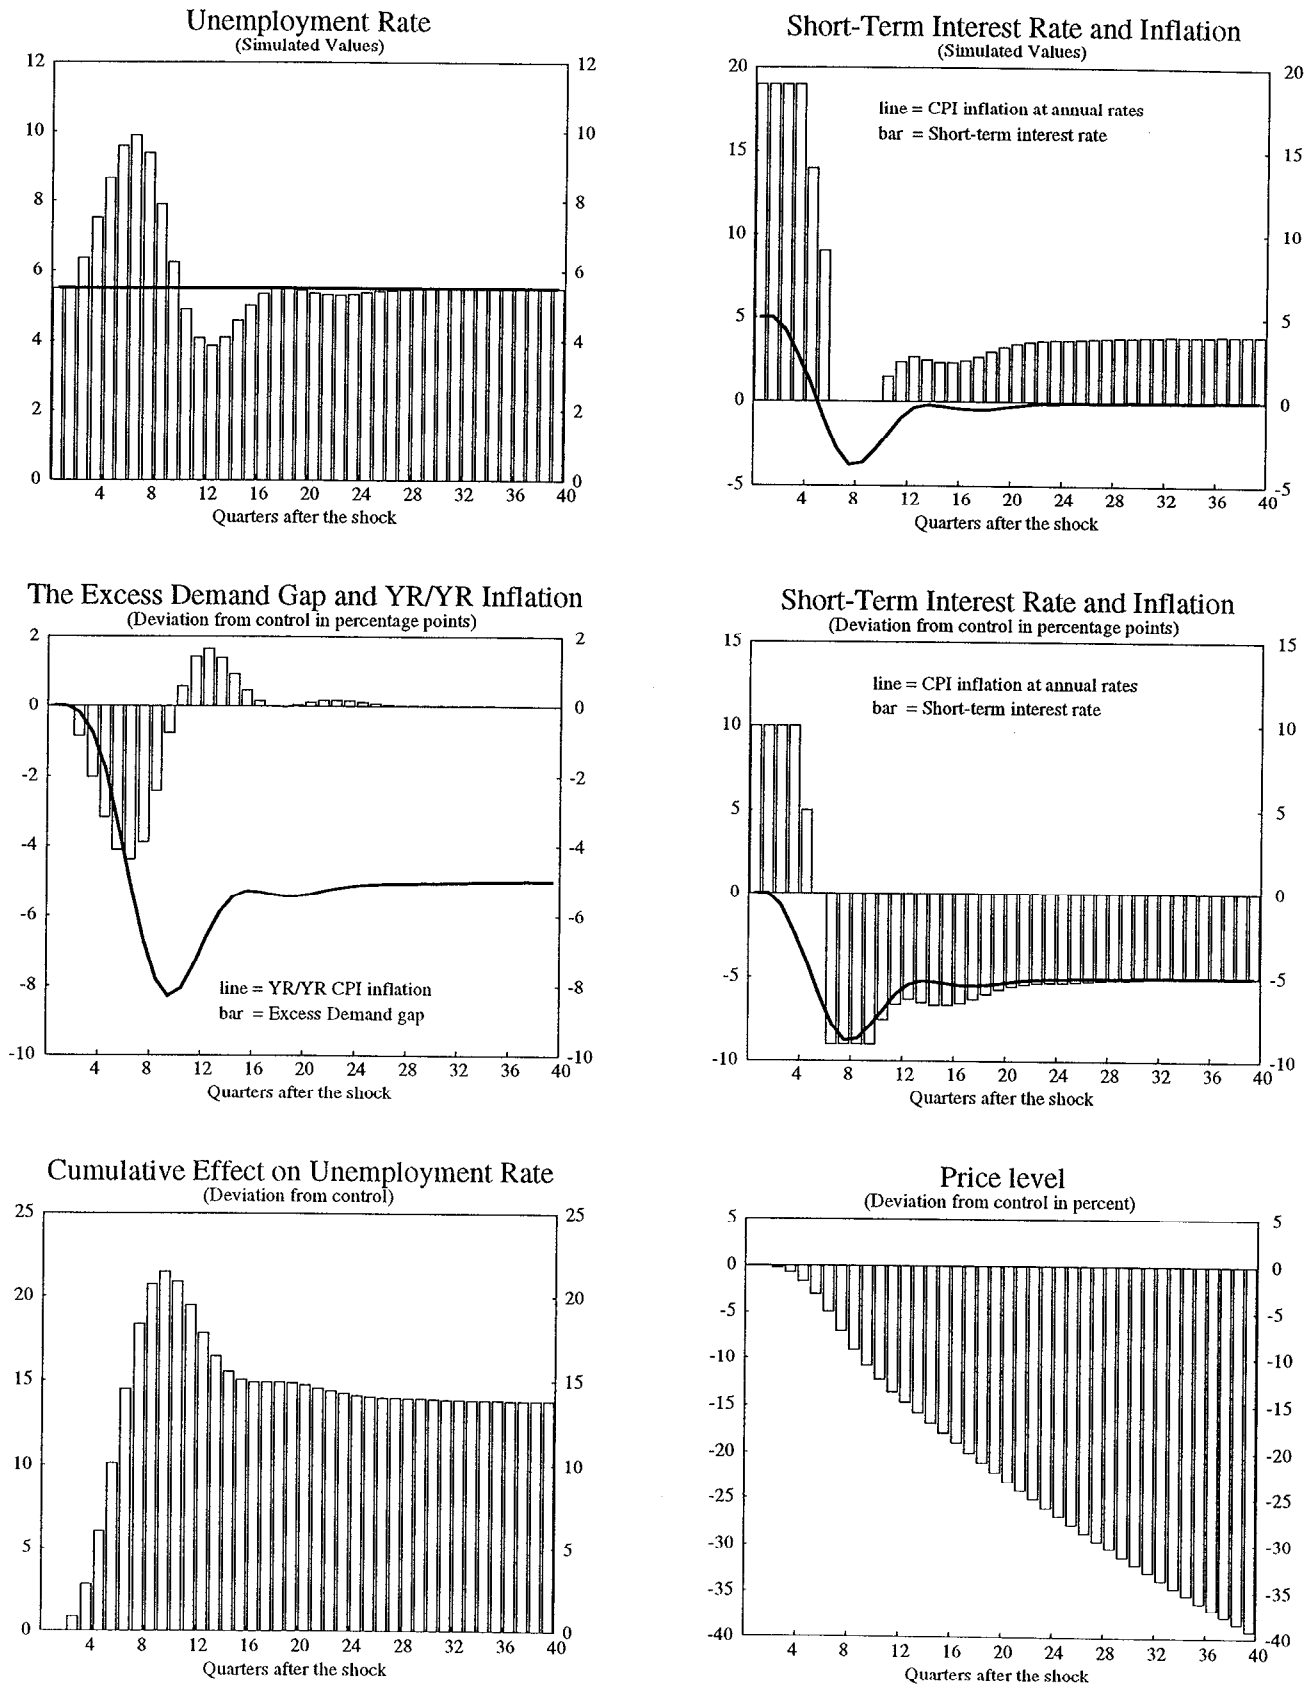 Unemployment Rate
(Simulated Values)
12 12
10 10
8 8
6 6
4 4
2 2
0 0
4 8 12 16 20 24 28 32 36 40
Quarters after the shock
Short-Term Interest Rate and Inflation
(Simulated Values)
20 20
line = CPI inflation at annual rates
bar = Short-term interest rate
15 15
10 10
5 5
0 0
-5 -5
4 8 12 16 20 24 28 32 36 40
Quarters after the shock
The Excess Demand Gap and YR/YR Inflation
(Deviation from control in percentage points)
2 2
0 0
-2 -2
-4 -4
-6 -6
-8 -8
line = YR/YR CPI inflation
bar = Excess Demand gap
-10 -10
4 8 12 16 20 24 28 32 36 40
Quarters after the shock
Short-Term Interest Rate and Inflation
(Deviation from control in percentage points)
15 15
line = CPI inflation at annual rates
bar = Short-term interest rate
10 10
5 5
0 0
-5 -5
-10 -10
4 8 12 16 20 24 28 32 36 40
Quarters after the shock
Cumulative Effect on Unemployment Rate
(Deviation from control)
25 25
20 20
15 15
10 10
5 5
0 0
4 8 12 16 20 24 28 32 36 40
Quarters after the shock
Price level
(Deviation from control in percent)
5 5
0 0
-5 -5
-10 -10
-15 -15
-20 -20
-25 -25
-30 -30
-35 -35
-40 -40
4 8 12 16 20 24 28 32 36 40
Quarters after the shock